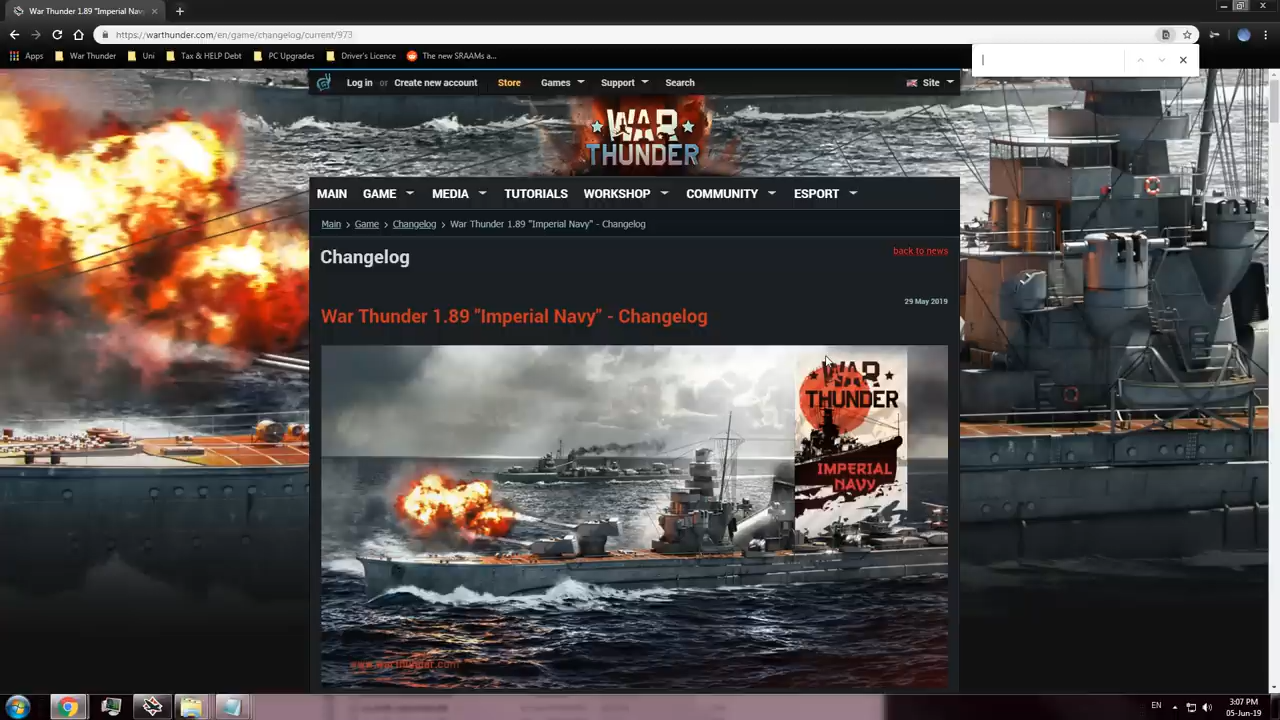 War Thunder 1.89 "Imperial Nav
https://warthunder.com/en/game/changelog/current/973
Apps War Thunder Uni Tax & HELP Debt PC Upgrades Driver's Licence The new SRAAMs a...
Log in or Create new account Store Games Support Search Site
WAR
THUNDER
MAIN GAME MEDIA TUTORIALS WORKSHOP COMMUNITY ESPORT
Main > Game > Changelog > War Thunder 1.89 "Imperial Navy" - Changelog
Changelog
back to news
29 May 2019
War Thunder 1.89 "Imperial Navy" - Changelog
WAR
THUNDER
IMPERIAL
NAVY
www.warthunder.com
EN
3:07 PM
05-Jun-19